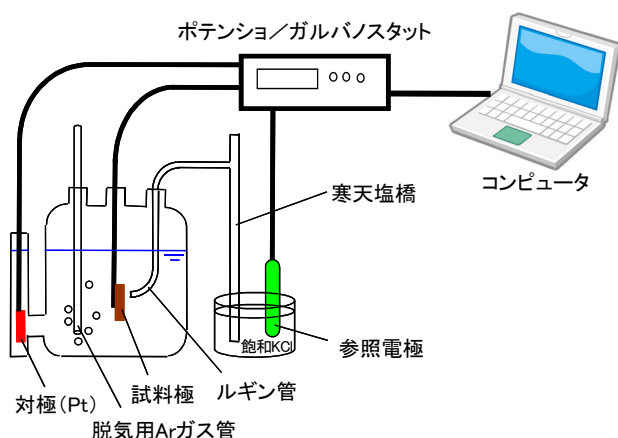 ポテンショ／ガルバノスタット
コンピュータ
寒天塩橋
飽和KCl
参照電極
対極(Pt)
試料極
ルギン管
脱気用Arガス管